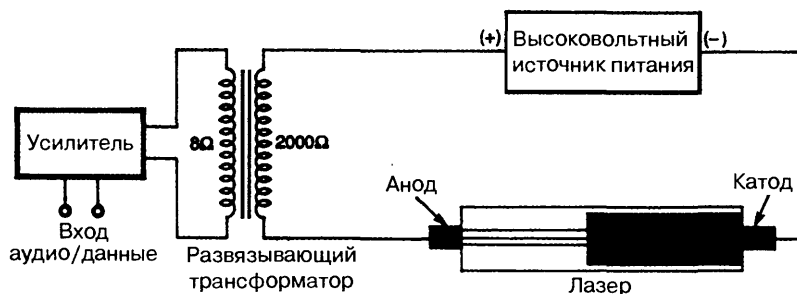 (+)
Высоковольтный
источник питания
(−)
Усилитель
8Ω
2000Ω
Анод
Катод
Вход
аудио/данные
Развязывающий
трансформатор
Лазер